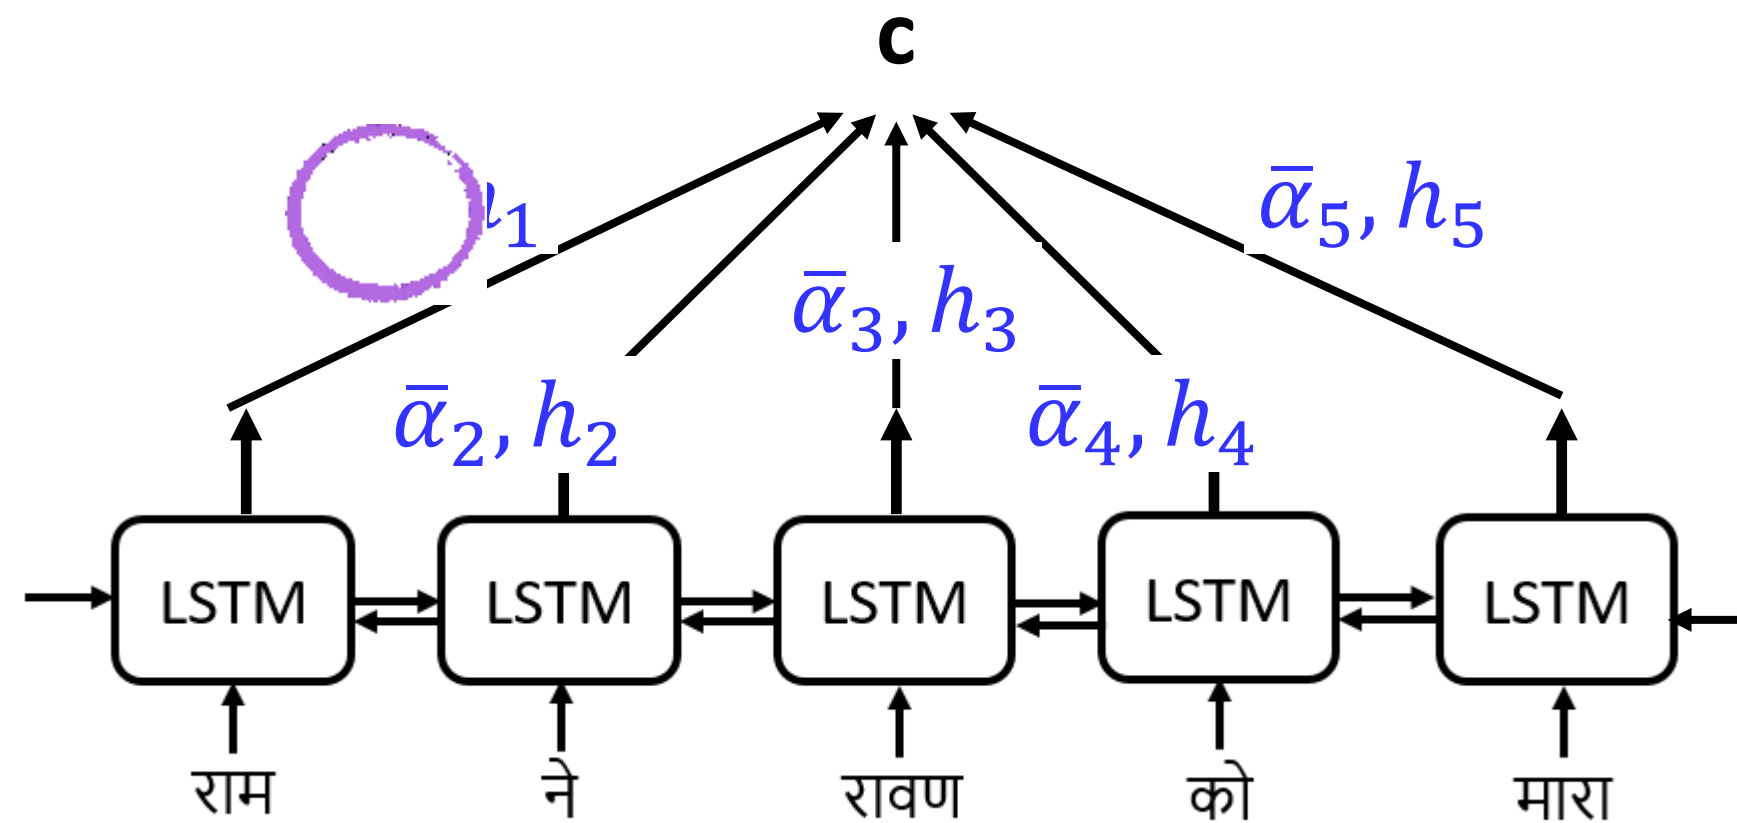 c
ᾱ₅, h₅
ᾱ₃, h₃
ᾱ₂, h₂ ᾱ₄, h₄
LSTM LSTM LSTM LSTM LSTM
राम ने रावण को मारा